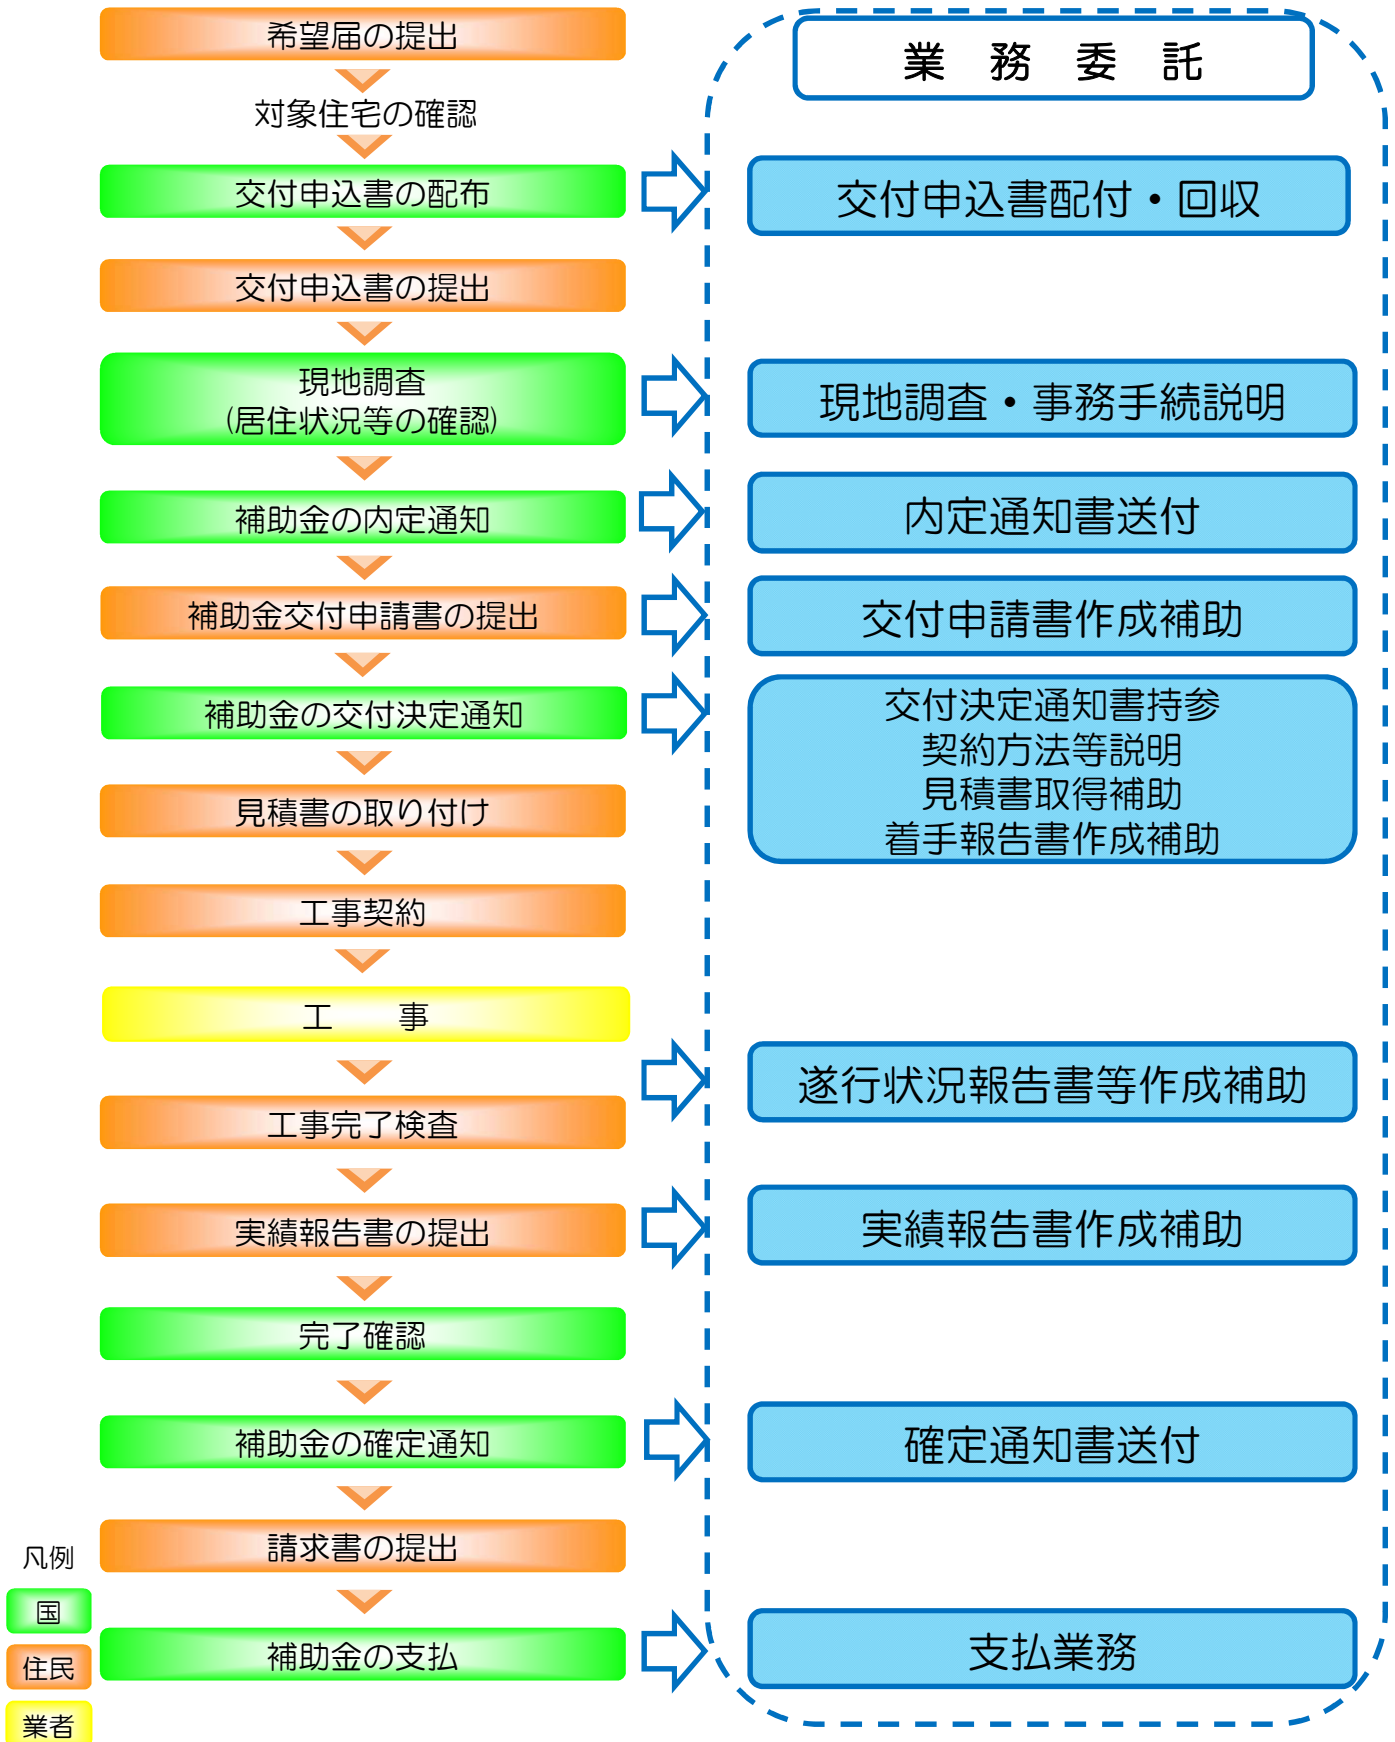 希望届の提出
対象住宅の確認
交付申込書の配布
交付申込書の提出
現地調査
(居住状況等の確認)
補助金の内定通知
補助金交付申請書の提出
補助金の交付決定通知
見積書の取り付け
工事契約
工　　事
工事完了検査
実績報告書の提出
完了確認
補助金の確定通知
請求書の提出
補助金の支払
凡例
国
住民
業者
業　務　委　託
交付申込書配付・回収
現地調査・事務手続説明
内定通知書送付
交付申請書作成補助
交付決定通知書持参
契約方法等説明
見積書取得補助
着手報告書作成補助
遂行状況報告書等作成補助
実績報告書作成補助
確定通知書送付
支払業務